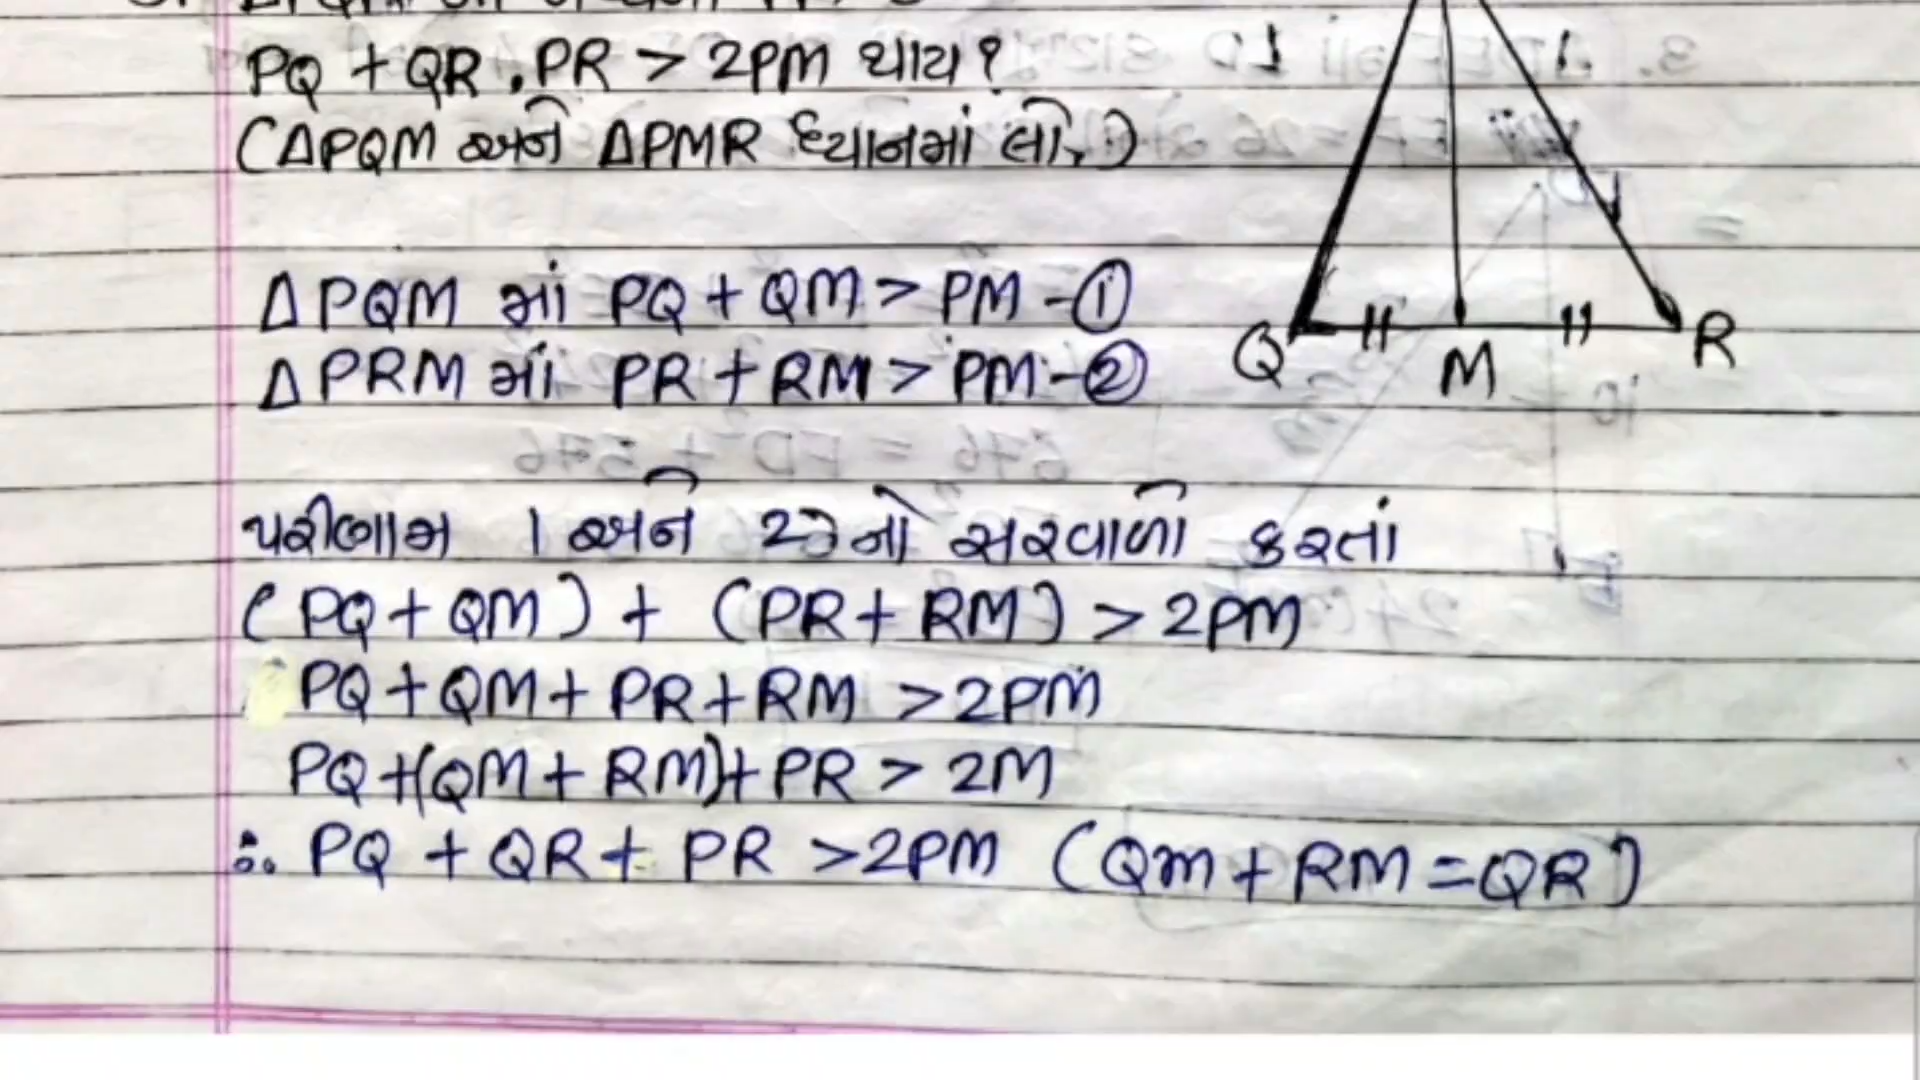 PQ + QR . PR > 2PM થાય?
(ΔPQM અને ΔPMR ધ્યાનમાં લો.)
ΔPQM માં PQ + QM > PM - ①
ΔPRM માં PR + RM > PM - ②
Q M R
પરીણામ 1 અને 2 નો સરવાળો કરતાં
(PQ + QM) + (PR + RM) > 2PM
PQ + QM + PR + RM > 2PM
PQ +(QM + RM)+ PR > 2M
∴ PQ + QR + PR > 2PM (QM + RM = QR)